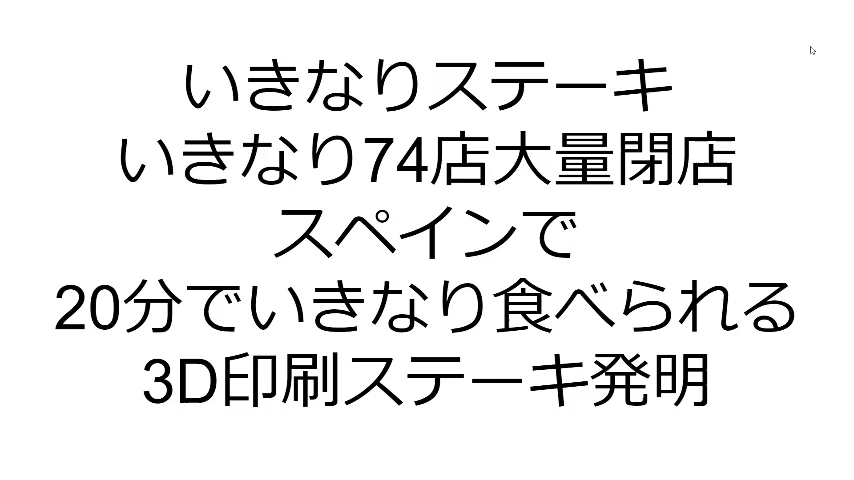 いきなりステーキ
いきなり74店大量閉店
スペインで
20分でいきなり食べられる
3D印刷ステーキ発明